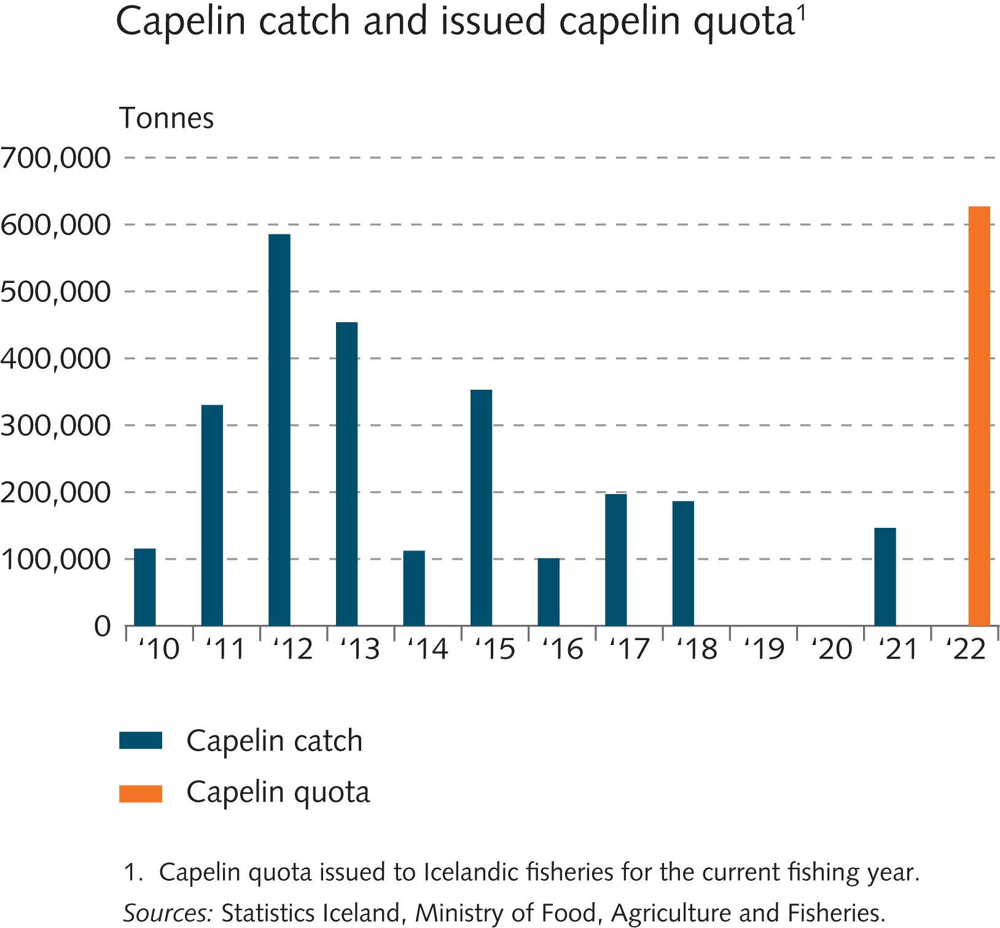 Capelin catch and issued capelin quota¹
Tonnes
700,000
600,000
500,000
400,000
300,000
200,000
100,000
0
‘10 ‘11 ‘12 ‘13 ‘14 ‘15 ‘16 ‘17 ‘18 ‘19 ‘20 ‘21 ‘22
Capelin catch
Capelin quota
1. Capelin quota issued to Icelandic fisheries for the current fishing year.
Sources: Statistics Iceland, Ministry of Food, Agriculture and Fisheries.